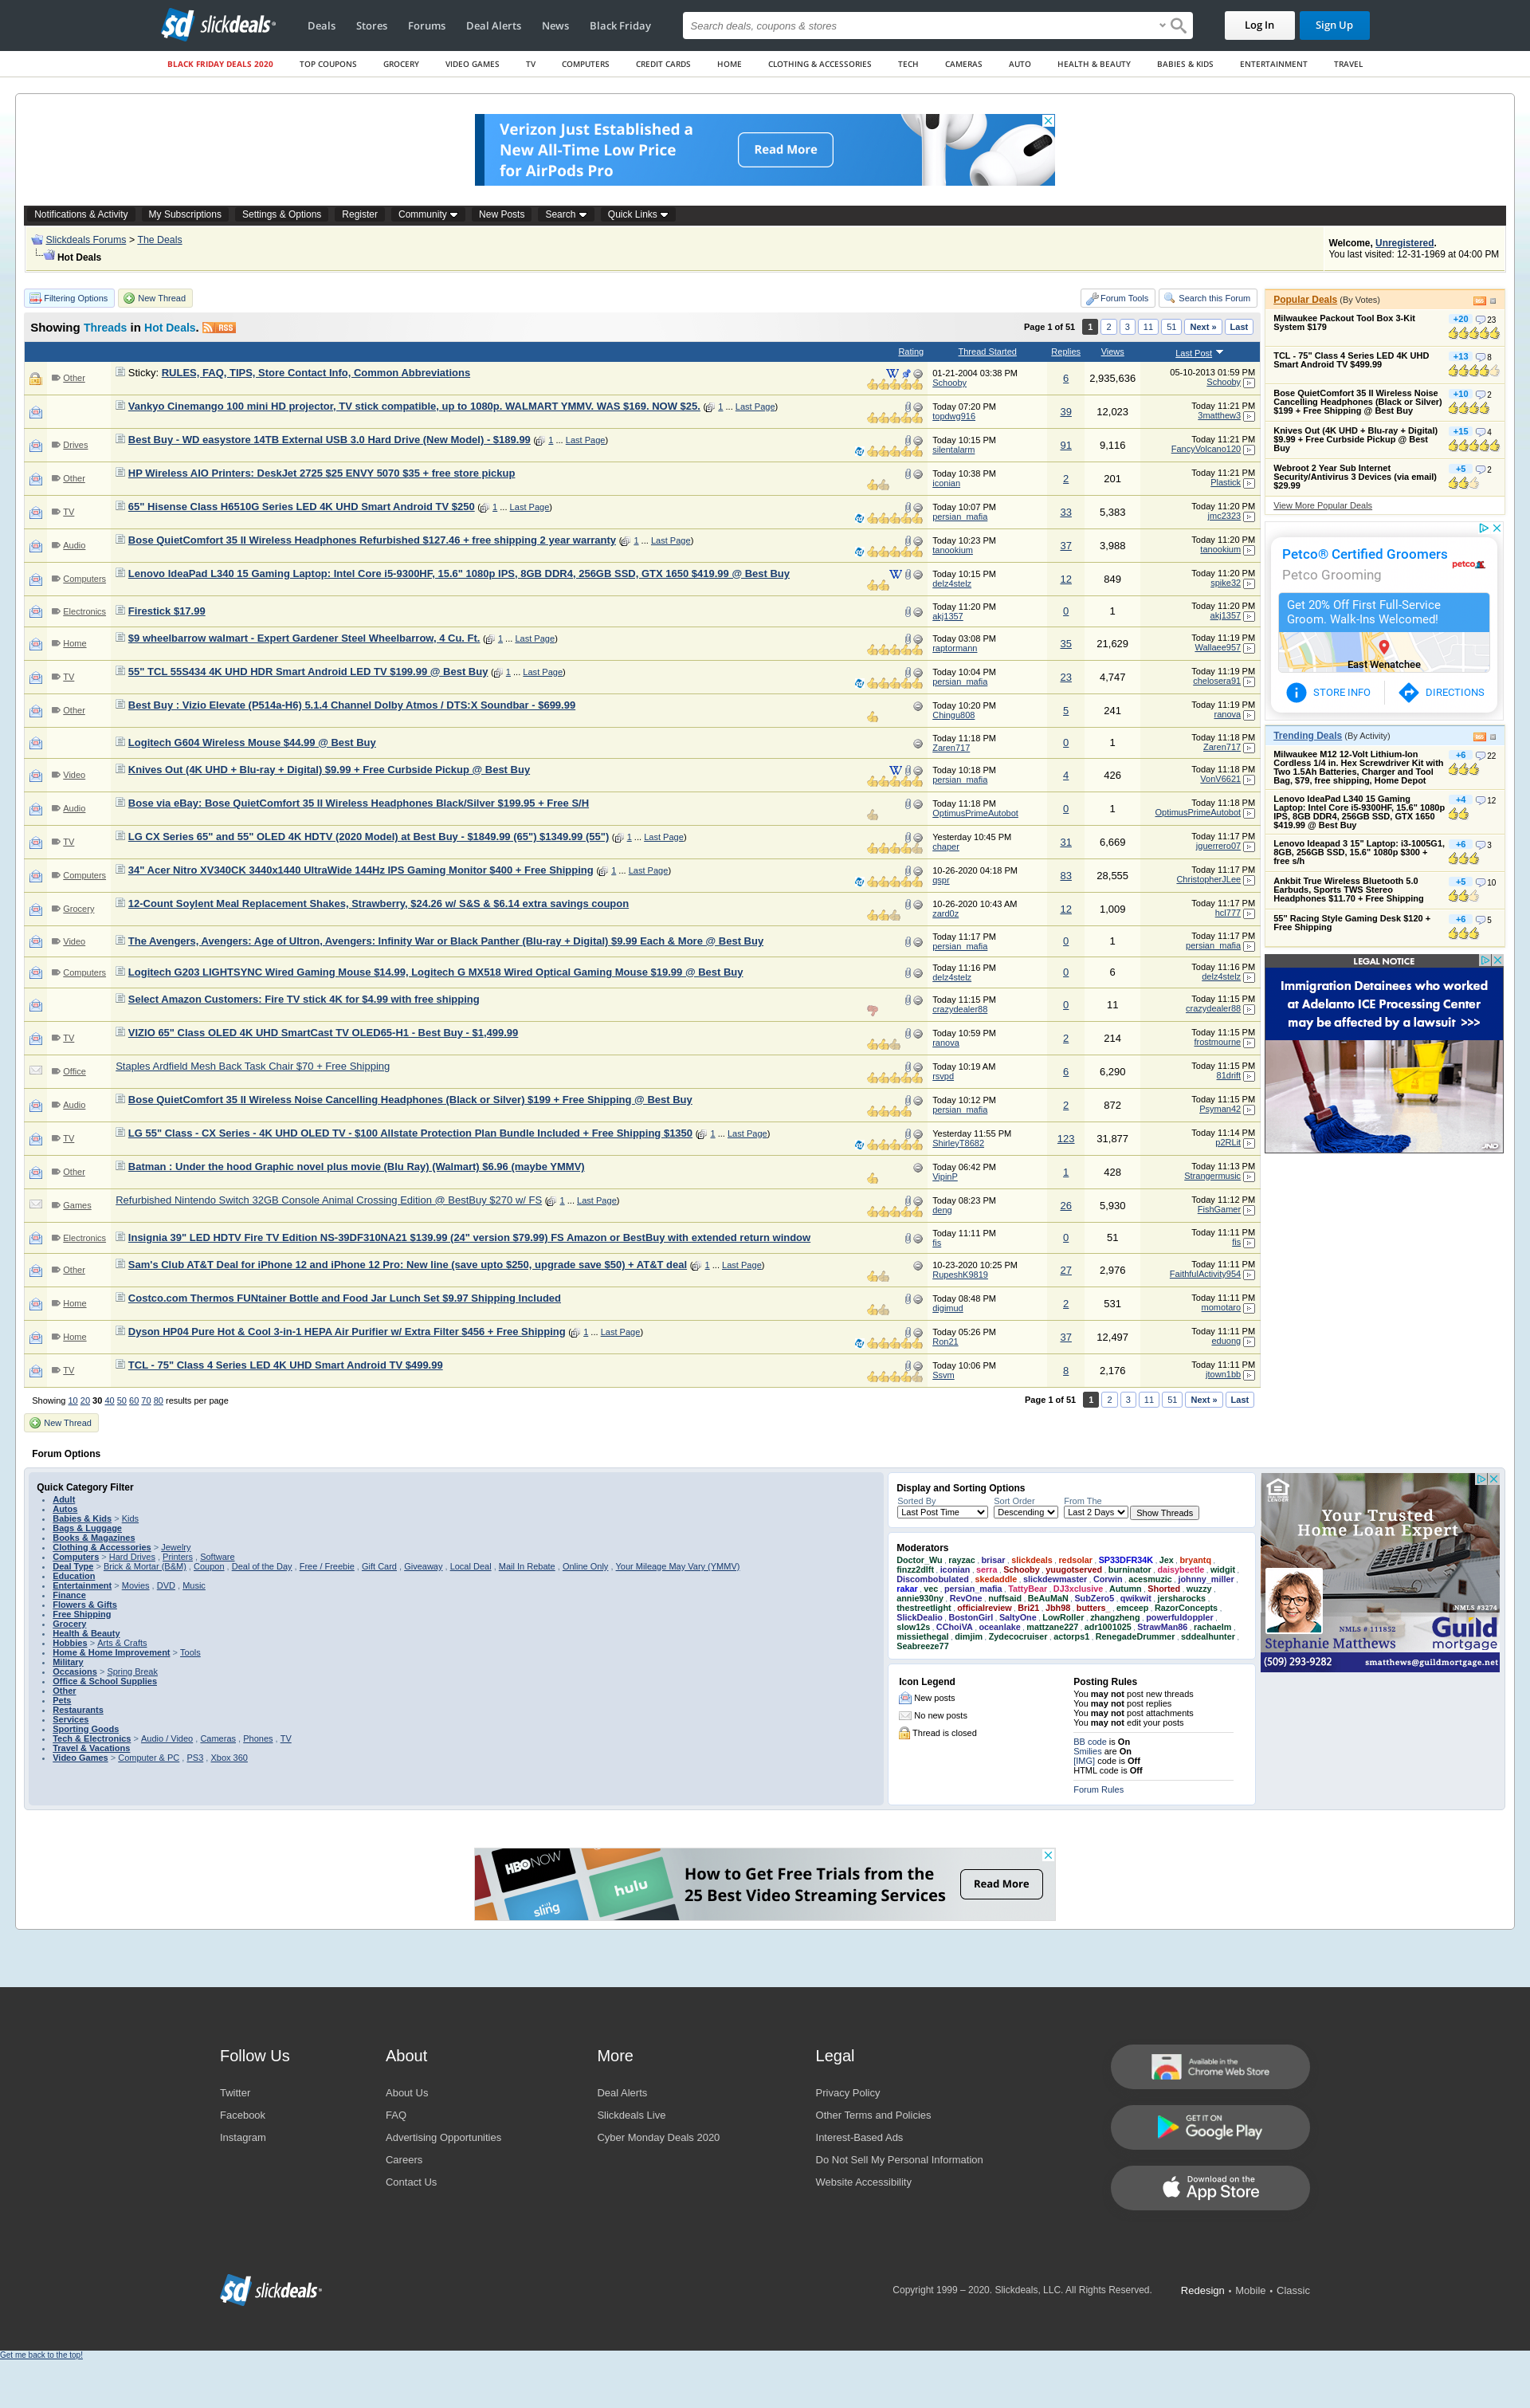 sd slickdeals
Deals Stores Forums Deal Alerts News Black Friday
Search deals, coupons & stores
Log In Sign Up
BLACK FRIDAY DEALS 2020 TOP COUPONS GROCERY VIDEO GAMES TV COMPUTERS CREDIT CARDS HOME CLOTHING & ACCESSORIES TECH CAMERAS AUTO HEALTH & BEAUTY BABIES & KIDS ENTERTAINMENT TRAVEL
Verizon Just Established a
New All-Time Low Price
for AirPods Pro
Read More
Notifications & Activity My Subscriptions Settings & Options Register Community New Posts Search Quick Links
Slickdeals Forums > The Deals
Hot Deals
Welcome, Unregistered.
You last visited: 12-31-1969 at 04:00 PM
Filtering Options New Thread Forum Tools Search this Forum
Showing Threads in Hot Deals. RSS
Page 1 of 51 1 2 3 11 51 Next » Last
Rating Thread Started Replies Views Last Post
Other Sticky: RULES, FAQ, TIPS, Store Contact Info, Common Abbreviations 01-21-2004 03:38 PM Schooby 6 2,935,636 05-10-2013 01:59 PM Schooby
Vankyo Cinemango 100 mini HD projector, TV stick compatible, up to 1080p. WALMART YMMV. WAS $169. NOW $25. ( 1 ... Last Page) Today 07:20 PM topdwg916 39 12,023 Today 11:21 PM 3matthew3
Drives Best Buy - WD easystore 14TB External USB 3.0 Hard Drive (New Model) - $189.99 ( 1 ... Last Page) Today 10:15 PM silentalarm 91 9,116 Today 11:21 PM FancyVolcano120
Other HP Wireless AIO Printers: DeskJet 2725 $25 ENVY 5070 $35 + free store pickup Today 10:38 PM iconian 2 201 Today 11:21 PM Plastick
TV 65" Hisense Class H6510G Series LED 4K UHD Smart Android TV $250 ( 1 ... Last Page) Today 10:07 PM persian_mafia 33 5,383 Today 11:20 PM jmc2323
Audio Bose QuietComfort 35 II Wireless Headphones Refurbished $127.46 + free shipping 2 year warranty ( 1 ... Last Page) Today 10:23 PM tanookium 37 3,988 Today 11:20 PM tanookium
Computers Lenovo IdeaPad L340 15 Gaming Laptop: Intel Core i5-9300HF, 15.6" 1080p IPS, 8GB DDR4, 256GB SSD, GTX 1650 $419.99 @ Best Buy Today 10:15 PM delz4stelz 12 849 Today 11:20 PM spike32
Electronics Firestick $17.99 Today 11:20 PM akj1357 0 1 Today 11:20 PM akj1357
Home $9 wheelbarrow walmart - Expert Gardener Steel Wheelbarrow, 4 Cu. Ft. ( 1 ... Last Page) Today 03:08 PM raptormann 35 21,629 Today 11:19 PM Wallaee957
TV 55" TCL 55S434 4K UHD HDR Smart Android LED TV $199.99 @ Best Buy ( 1 ... Last Page) Today 10:04 PM persian_mafia 23 4,747 Today 11:19 PM chelosera91
Other Best Buy : Vizio Elevate (P514a-H6) 5.1.4 Channel Dolby Atmos / DTS:X Soundbar - $699.99 Today 10:20 PM Chingu808 5 241 Today 11:19 PM ranova
Logitech G604 Wireless Mouse $44.99 @ Best Buy Today 11:18 PM Zaren717 0 1 Today 11:18 PM Zaren717
Video Knives Out (4K UHD + Blu-ray + Digital) $9.99 + Free Curbside Pickup @ Best Buy Today 10:18 PM persian_mafia 4 426 Today 11:18 PM VonV6621
Audio Bose via eBay: Bose QuietComfort 35 II Wireless Headphones Black/Silver $199.95 + Free S/H Today 11:18 PM OptimusPrimeAutobot 0 1 Today 11:18 PM OptimusPrimeAutobot
TV LG CX Series 65" and 55" OLED 4K HDTV (2020 Model) at Best Buy - $1849.99 (65") $1349.99 (55") ( 1 ... Last Page) Yesterday 10:45 PM chaper 31 6,669 Today 11:17 PM jguerrero07
Computers 34" Acer Nitro XV340CK 3440x1440 UltraWide 144Hz IPS Gaming Monitor $400 + Free Shipping ( 1 ... Last Page) 10-26-2020 04:18 PM qspr 83 28,555 Today 11:17 PM ChristopherJLee
Grocery 12-Count Soylent Meal Replacement Shakes, Strawberry, $24.26 w/ S&S & $6.14 extra savings coupon 10-26-2020 10:43 AM zard0z 12 1,009 Today 11:17 PM hcl777
Video The Avengers, Avengers: Age of Ultron, Avengers: Infinity War or Black Panther (Blu-ray + Digital) $9.99 Each & More @ Best Buy Today 11:17 PM persian_mafia 0 1 Today 11:17 PM persian_mafia
Computers Logitech G203 LIGHTSYNC Wired Gaming Mouse $14.99, Logitech G MX518 Wired Optical Gaming Mouse $19.99 @ Best Buy Today 11:16 PM delz4stelz 0 6 Today 11:16 PM delz4stelz
Select Amazon Customers: Fire TV stick 4K for $4.99 with free shipping Today 11:15 PM crazydealer88 0 11 Today 11:15 PM crazydealer88
TV VIZIO 65" Class OLED 4K UHD SmartCast TV OLED65-H1 - Best Buy - $1,499.99 Today 10:59 PM ranova 2 214 Today 11:15 PM frostmourne
Office Staples Ardfield Mesh Back Task Chair $70 + Free Shipping Today 10:19 AM rsvpd 6 6,290 Today 11:15 PM 81drift
Audio Bose QuietComfort 35 II Wireless Noise Cancelling Headphones (Black or Silver) $199 + Free Shipping @ Best Buy Today 10:12 PM persian_mafia 2 872 Today 11:15 PM Psyman42
TV LG 55" Class - CX Series - 4K UHD OLED TV - $100 Allstate Protection Plan Bundle Included + Free Shipping $1350 ( 1 ... Last Page) Yesterday 11:55 PM ShirleyT8682 123 31,877 Today 11:14 PM p2RLit
Other Batman : Under the hood Graphic novel plus movie (Blu Ray) (Walmart) $6.96 (maybe YMMV) Today 06:42 PM VipinP 1 428 Today 11:13 PM Strangermusic
Games Refurbished Nintendo Switch 32GB Console Animal Crossing Edition @ BestBuy $270 w/ FS ( 1 ... Last Page) Today 08:23 PM deng 26 5,930 Today 11:12 PM FishGamer
Electronics Insignia 39" LED HDTV Fire TV Edition NS-39DF310NA21 $139.99 (24" version $79.99) FS Amazon or BestBuy with extended return window Today 11:11 PM fis 0 51 Today 11:11 PM fis
Other Sam's Club AT&T Deal for iPhone 12 and iPhone 12 Pro: New line (save upto $250, upgrade save $50) + AT&T deal ( 1 ... Last Page) 10-23-2020 10:25 PM RupeshK9819 27 2,976 Today 11:11 PM FaithfulActivity954
Home Costco.com Thermos FUNtainer Bottle and Food Jar Lunch Set $9.97 Shipping Included Today 08:48 PM digimud 2 531 Today 11:11 PM momotaro
Home Dyson HP04 Pure Hot & Cool 3-in-1 HEPA Air Purifier w/ Extra Filter $456 + Free Shipping ( 1 ... Last Page) Today 05:26 PM Ron21 37 12,497 Today 11:11 PM eduong
TV TCL - 75" Class 4 Series LED 4K UHD Smart Android TV $499.99 Today 10:06 PM Ssvm 8 2,176 Today 11:11 PM jtown1bb
Showing 10 20 30 40 50 60 70 80 results per page
Page 1 of 51 1 2 3 11 51 Next » Last
New Thread
Popular Deals (By Votes)
Milwaukee Packout Tool Box 3-Kit
System $179
+20 23
TCL - 75" Class 4 Series LED 4K UHD
Smart Android TV $499.99
+13 8
Bose QuietComfort 35 II Wireless Noise
Cancelling Headphones (Black or Silver)
$199 + Free Shipping @ Best Buy
+10 2
Knives Out (4K UHD + Blu-ray + Digital)
$9.99 + Free Curbside Pickup @ Best
Buy
+15 4
Webroot 2 Year Sub Internet
Security/Antivirus 3 Devices (via email)
$29.99
+5 2
View More Popular Deals
Petco® Certified Groomers
Petco Grooming
petco
Get 20% Off First Full-Service
Groom. Walk-Ins Welcomed!
East Wenatchee
STORE INFO DIRECTIONS
Trending Deals (By Activity)
Milwaukee M12 12-Volt Lithium-Ion
Cordless 1/4 in. Hex Screwdriver Kit with
Two 1.5Ah Batteries, Charger and Tool
Bag, $79, free shipping, Home Depot
+6 22
Lenovo IdeaPad L340 15 Gaming
Laptop: Intel Core i5-9300HF, 15.6" 1080p
IPS, 8GB DDR4, 256GB SSD, GTX 1650
$419.99 @ Best Buy
+4 12
Lenovo Ideapad 3 15" Laptop: i3-1005G1,
8GB, 256GB SSD, 15.6" 1080p $300 +
free s/h
+6 3
Ankbit True Wireless Bluetooth 5.0
Earbuds, Sports TWS Stereo
Headphones $11.70 + Free Shipping
+5 10
55" Racing Style Gaming Desk $120 +
Free Shipping
+6 5
LEGAL NOTICE
Immigration Detainees who worked
at Adelanto ICE Processing Center
may be affected by a lawsuit >>>
JND
Forum Options
Quick Category Filter
Adult
Autos
Babies & Kids > Kids
Bags & Luggage
Books & Magazines
Clothing & Accessories > Jewelry
Computers > Hard Drives , Printers , Software
Deal Type > Brick & Mortar (B&M) , Coupon , Deal of the Day , Free / Freebie , Gift Card , Giveaway , Local Deal , Mail In Rebate , Online Only , Your Mileage May Vary (YMMV)
Education
Entertainment > Movies , DVD , Music
Finance
Flowers & Gifts
Free Shipping
Grocery
Health & Beauty
Hobbies > Arts & Crafts
Home & Home Improvement > Tools
Military
Occasions > Spring Break
Office & School Supplies
Other
Pets
Restaurants
Services
Sporting Goods
Tech & Electronics > Audio / Video , Cameras , Phones , TV
Travel & Vacations
Video Games > Computer & PC , PS3 , Xbox 360
Display and Sorting Options
Sorted By Sort Order From The
Last Post Time Descending Last 2 Days Show Threads
Moderators
Doctor_Wu , rayzac , brisar , slickdeals , redsolar , SP33DFR34K , Jex , bryantq ,
finzz2dlft , iconian , serra , Schooby , yuugotserved , burninator , daisybeetle , widgit ,
Discombobulated , skedaddle , slickdewmaster , Corwin , acesmuzic , johnny_miller ,
rakar , vec , persian_mafia , TattyBear , DJ3xclusive , Autumn , Shorted , wuzzy ,
annie930ny , RevOne , nuffsaid , BeAuMaN , SubZero5 , qwikwit , jersharocks ,
thestreetlight , officialreview , Bri21 , Jbh98 , butters_ , emceep , RazorConcepts ,
SlickDealio , BostonGirl , SaltyOne , LowRoller , zhangzheng , powerfuldoppler ,
slow12s , CChoiVA , oceanlake , mattzane227 , adr1001025 , StrawMan86 , rachaelm ,
missiethegal , dimjim , Zydecocruiser , actorps1 , RenegadeDrummer , sddealhunter ,
Seabreeze77
Icon Legend
New posts
No new posts
Thread is closed
Posting Rules
You may not post new threads
You may not post replies
You may not post attachments
You may not edit your posts
BB code is On
Smilies are On
[IMG] code is Off
HTML code is Off
Forum Rules
Your Trusted
Home Loan Expert
NMLS #3274
Guild
mortgage
NMLS # 111852
Stephanie Matthews
(509) 293-9282 smatthews@guildmortgage.net
HBO NOW
hulu
sling
How to Get Free Trials from the
25 Best Video Streaming Services
Read More
Follow Us
Twitter
Facebook
Instagram
About
About Us
FAQ
Advertising Opportunities
Careers
Contact Us
More
Deal Alerts
Slickdeals Live
Cyber Monday Deals 2020
Legal
Privacy Policy
Other Terms and Policies
Interest-Based Ads
Do Not Sell My Personal Information
Website Accessibility
Available in the
Chrome Web Store
GET IT ON
Google Play
Download on the
App Store
sd slickdeals
Copyright 1999 – 2020. Slickdeals, LLC. All Rights Reserved. Redesign • Mobile • Classic
Get me back to the top!